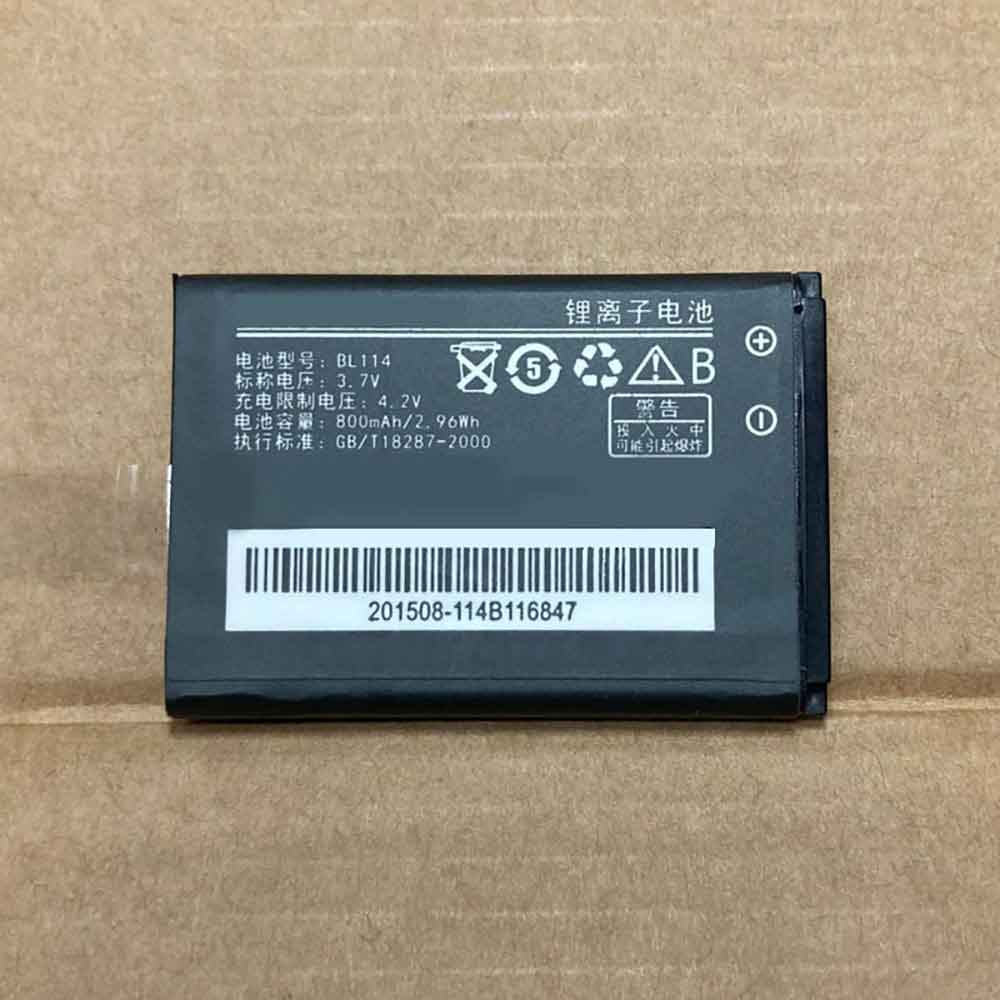 锂离子电池
电池型号: BL114
标称电压: 3.7V
充电限制电压: 4.2V
电池容量: 800mAh/2.96Wh
执行标准: GB/T18287-2000
5
B
警告
投入火中
可能引起爆炸
201508-114B116847